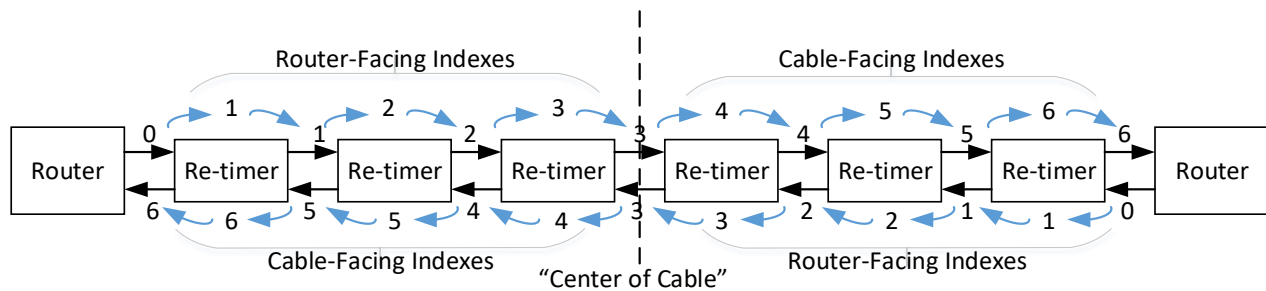 Router-Facing Indexes Cable-Facing Indexes
1 2 3 4 5 6
0 1 2 3 4 5 6
Router Re-timer Re-timer Re-timer Re-timer Re-timer Re-timer Router
6 5 4 3 2 1 0
6 5 4 3 2 1
Cable-Facing Indexes Router-Facing Indexes
“Center of Cable”